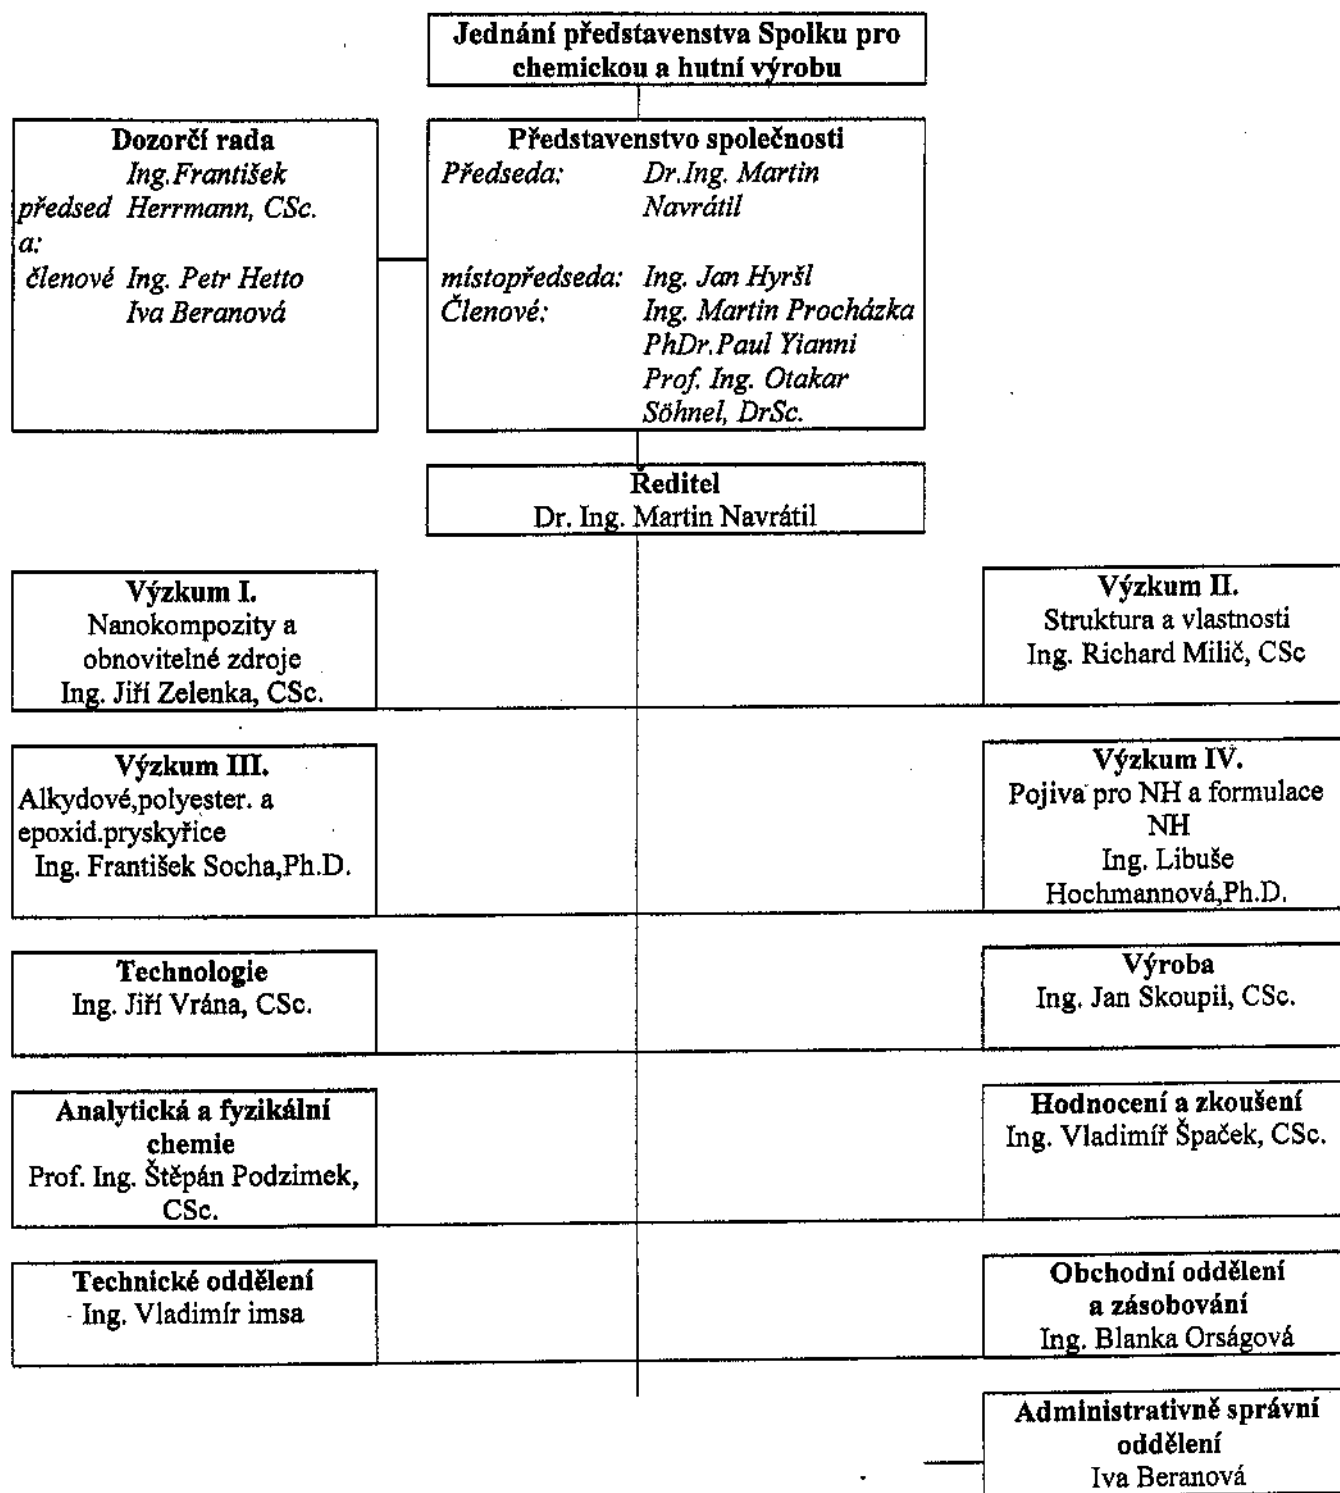 Jednání představenstva Spolku pro
chemickou a hutní výrobu
Dozorčí rada
Ing.František
předsed Herrmann, CSc.
a:
členové Ing. Petr Hetto
Iva Beranová
Představenstvo společnosti
Předseda: Dr.Ing. Martin
Navrátil
místopředseda: Ing. Jan Hyršl
Členové: Ing. Martin Procházka
PhDr.Paul Yianni
Prof. Ing. Otakar
Söhnel, DrSc.
Ředitel
Dr. Ing. Martin Navrátil
Výzkum I.
Nanokompozity a
obnovitelné zdroje
Ing. Jiří Zelenka, CSc.
Výzkum II.
Struktura a vlastnosti
Ing. Richard Milič, CSc
Výzkum III.
Alkydové,polyester. a
epoxid.pryskyřice
Ing. František Socha,Ph.D.
Výzkum IV.
Pojiva pro NH a formulace
NH
Ing. Libuše
Hochmannová,Ph.D.
Technologie
Ing. Jiří Vrána, CSc.
Výroba
Ing. Jan Skoupil, CSc.
Analytická a fyzikální
chemie
Prof. Ing. Štěpán Podzimek,
CSc.
Hodnocení a zkoušení
Ing. Vladimíř Špaček, CSc.
Technické oddělení
Ing. Vladimír imsa
Obchodní oddělení
a zásobování
Ing. Blanka Orságová
Administrativně správní
oddělení
Iva Beranová